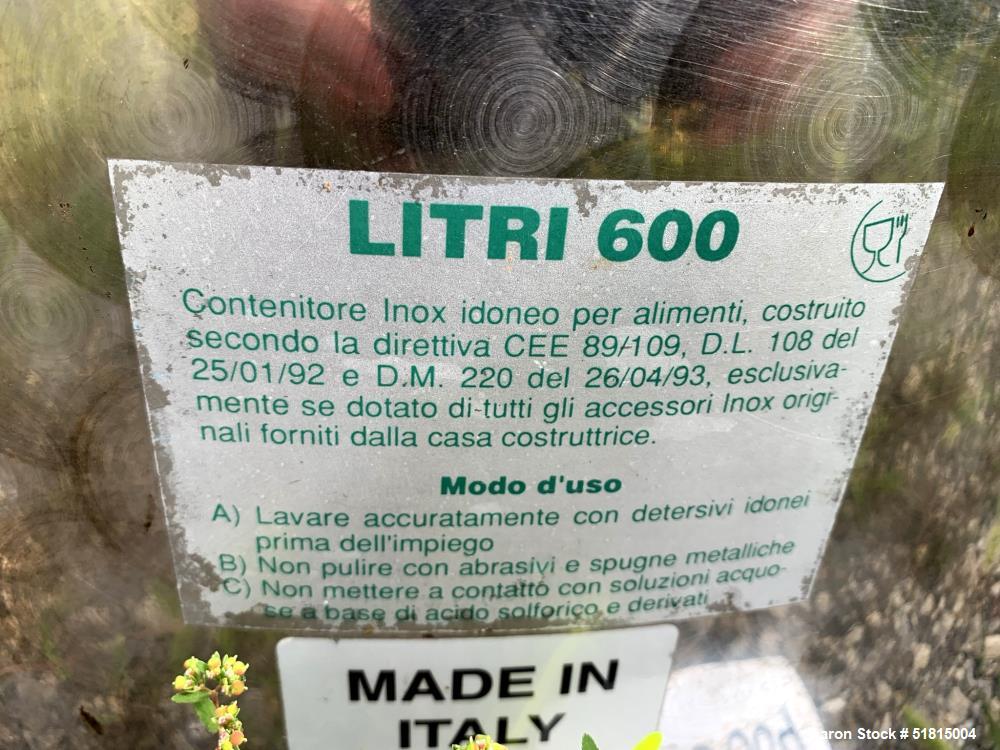 LITRI 600
Contenitore Inox idoneo per alimenti, costruito
secondo la direttiva CEE 89/109, D.L. 108 del
25/01/92 e D.M. 220 del 26/04/93, esclusiva-
mente se dotato di tutti gli accessori Inox origi-
nali forniti dalla casa costruttrice.
Modo d'uso
A) Lavare accuratamente con detersivi idonei
prima dell'impiego
B) Non pulire con abrasivi e spugne metalliche
C) Non mettere a contatto con soluzioni acquo-
se a base di acido solforico e derivati
MADE IN
ITALY
aron Stock # 51815004